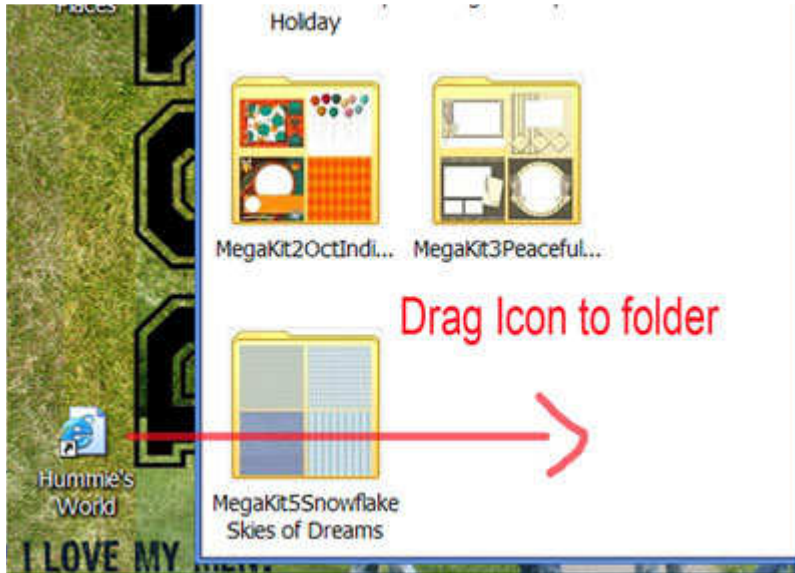 Places
Holiday
MegaKit2OctIndi...
MegaKit3Peaceful...
Drag Icon to folder
Hummie's
World
MegaKit5Snowflake
Skies of Dreams
I LOVE MY